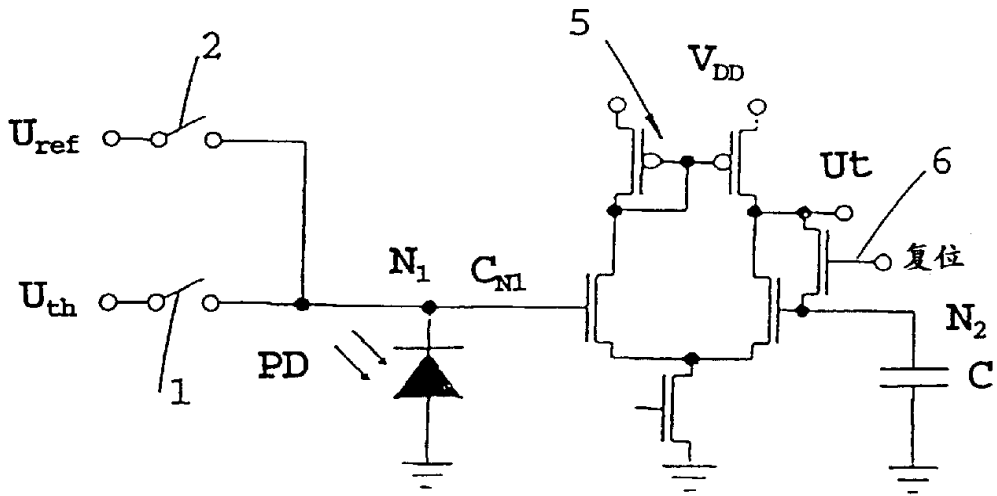 5
2
V_DD
U_ref
Ut
6
复位
N_1
C_N1
U_th
N_2
PD
C
1